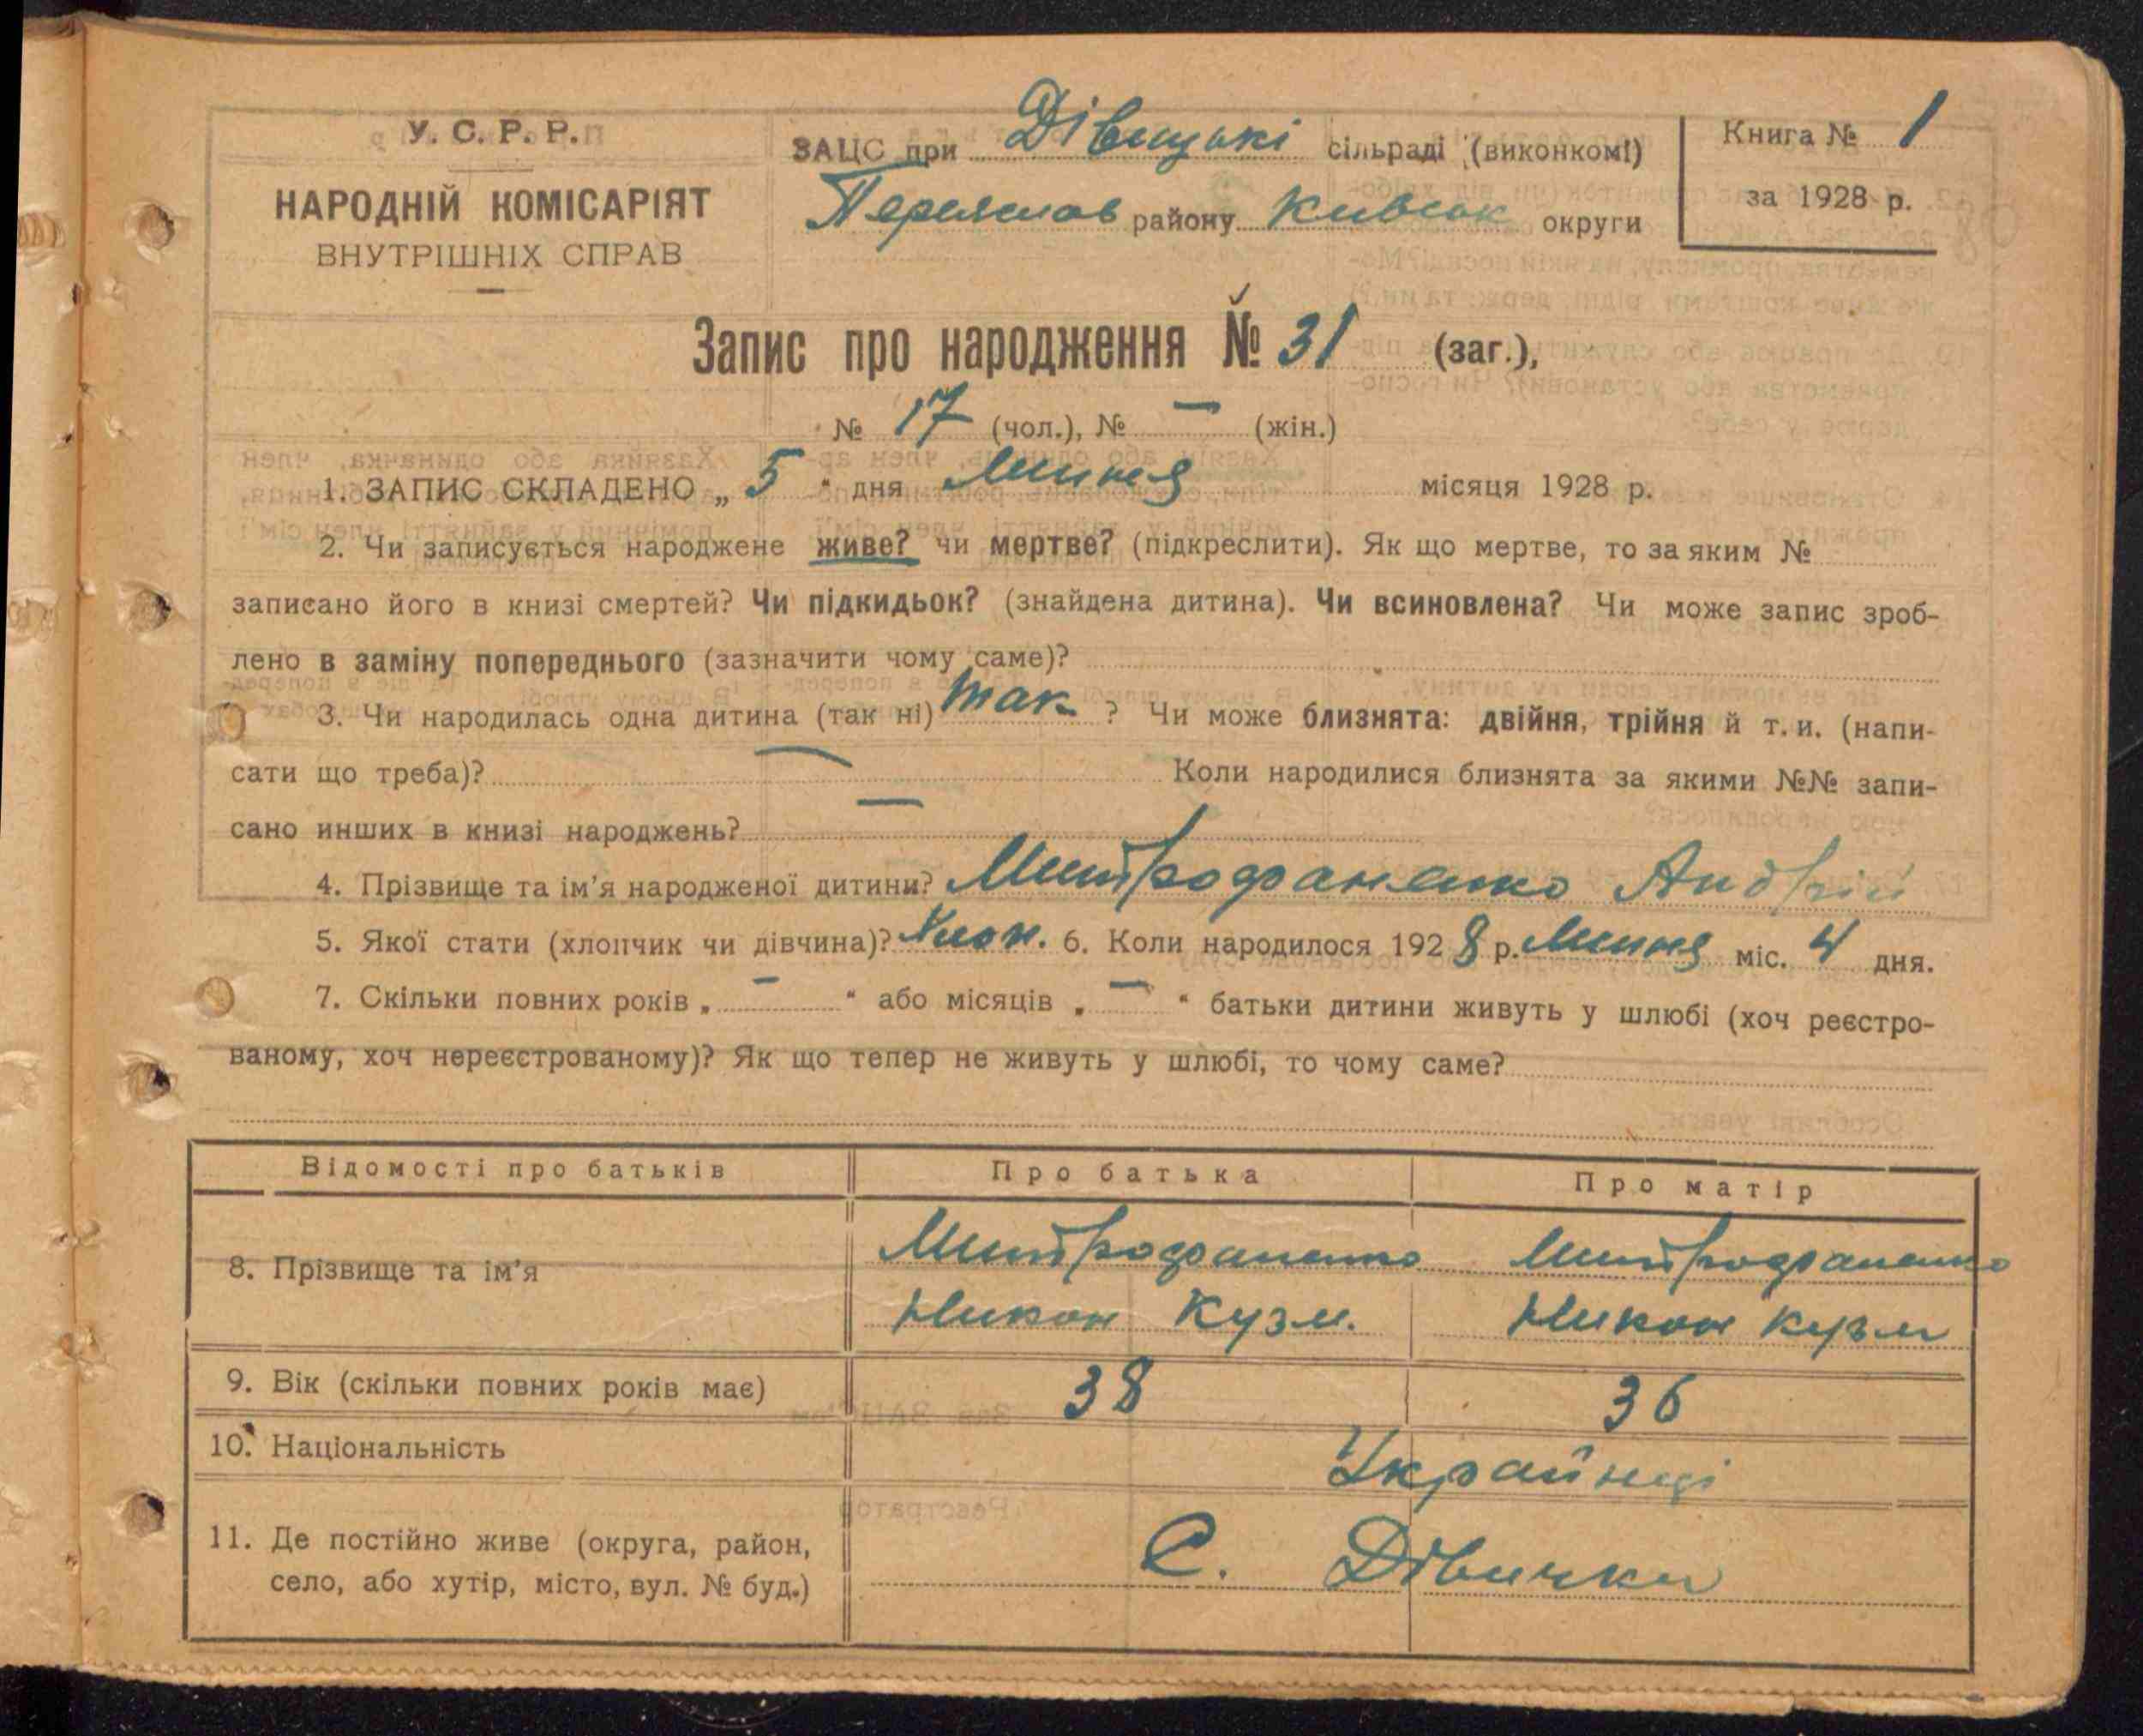 У. С. Р. Р.
НАРОДНІЙ КОМІСАРІЯТ
ВНУТРІШНІХ СПРАВ
ЗАЦС при Дівицькі сільраді (виконкомі)
Переяслав району Київськ округи
Книга № 1
за 1928 р.
Запис про народження № 31 (заг.),
№ 17 (чол.), № — (жін.)
1. ЗАПИС СКЛАДЕНО „ 5 “ дня Липня місяця 1928 р.
2. Чи записується народжене живе? чи мертве? (підкреслити). Як що мертве, то за яким №
записано його в книзі смертей? Чи підкидьок? (знайдена дитина). Чи всиновлена? Чи може запис зроб-
лено в заміну попереднього (зазначити чому саме)?
3. Чи народилась одна дитина (так ні) так ? Чи може близнята: двійня, трійня й т. и. (напи-
сати що треба)? — Коли народилися близнята за якими №№ запи-
сано инших в книзі народжень? —
4. Прізвище та ім’я народженої дитини? Митрофаненко Андрій
5. Якої стати (хлопчик чи дівчина)? 6. Коли народилося 1928 р. Липня міс. 4 дня.
7. Скільки повних років „ — “ або місяців „ — “ батьки дитини живуть у шлюбі (хоч реєстро-
ваному, хоч нереєстрованому)? Як що тепер не живуть у шлюбі, то чому саме?
Відомості про батьків Про батька Про матір
8. Прізвище та ім’я Митрофаненко Митрофаненко
Никон Кузм. Никон Кузм
9. Вік (скільки повних років має) 38 36
10. Національність Українці
11. Де постійно живе (округа, район,
село, або хутір, місто, вул. № буд.) С. Дівички